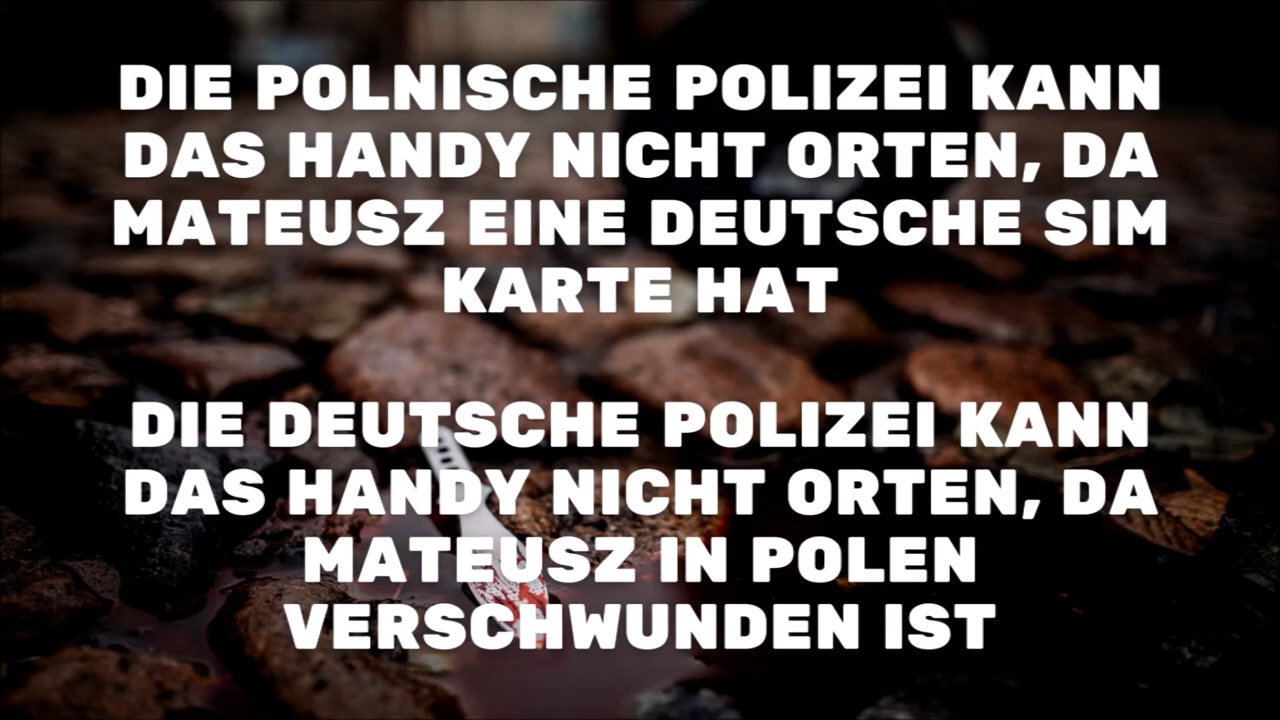 DIE POLNISCHE POLIZEI KANN
DAS HANDY NICHT ORTEN, DA
MATEUSZ EINE DEUTSCHE SIM
KARTE HAT
DIE DEUTSCHE POLIZEI KANN
DAS HANDY NICHT ORTEN, DA
MATEUSZ IN POLEN
VERSCHWUNDEN IST